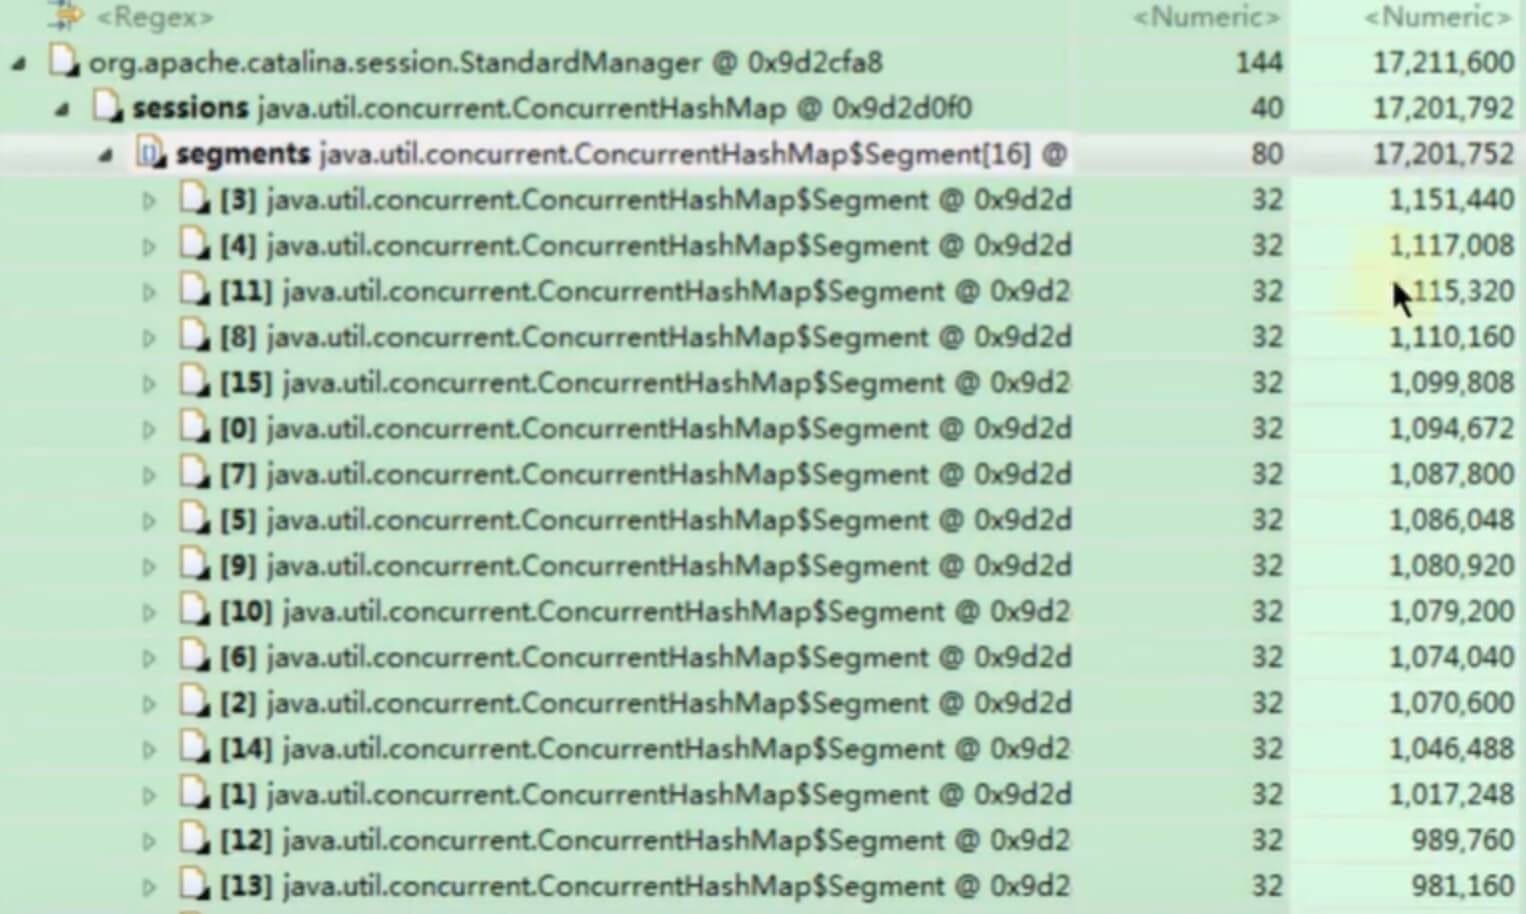 <Regex> <Numeric> <Numeric>
org.apache.catalina.session.StandardManager @ 0x9d2cfa8 144 17,211,600
sessions java.util.concurrent.ConcurrentHashMap @ 0x9d2d0f0 40 17,201,792
segments java.util.concurrent.ConcurrentHashMap$Segment[16] @ 80 17,201,752
[3] java.util.concurrent.ConcurrentHashMap$Segment @ 0x9d2d 32 1,151,440
[4] java.util.concurrent.ConcurrentHashMap$Segment @ 0x9d2d 32 1,117,008
[11] java.util.concurrent.ConcurrentHashMap$Segment @ 0x9d2 32 115,320
[8] java.util.concurrent.ConcurrentHashMap$Segment @ 0x9d2d 32 1,110,160
[15] java.util.concurrent.ConcurrentHashMap$Segment @ 0x9d2 32 1,099,808
[0] java.util.concurrent.ConcurrentHashMap$Segment @ 0x9d2d 32 1,094,672
[7] java.util.concurrent.ConcurrentHashMap$Segment @ 0x9d2d 32 1,087,800
[5] java.util.concurrent.ConcurrentHashMap$Segment @ 0x9d2d 32 1,086,048
[9] java.util.concurrent.ConcurrentHashMap$Segment @ 0x9d2d 32 1,080,920
[10] java.util.concurrent.ConcurrentHashMap$Segment @ 0x9d2 32 1,079,200
[6] java.util.concurrent.ConcurrentHashMap$Segment @ 0x9d2d 32 1,074,040
[2] java.util.concurrent.ConcurrentHashMap$Segment @ 0x9d2d 32 1,070,600
[14] java.util.concurrent.ConcurrentHashMap$Segment @ 0x9d2 32 1,046,488
[1] java.util.concurrent.ConcurrentHashMap$Segment @ 0x9d2d 32 1,017,248
[12] java.util.concurrent.ConcurrentHashMap$Segment @ 0x9d2 32 989,760
[13] java.util.concurrent.ConcurrentHashMap$Segment @ 0x9d2 32 981,160